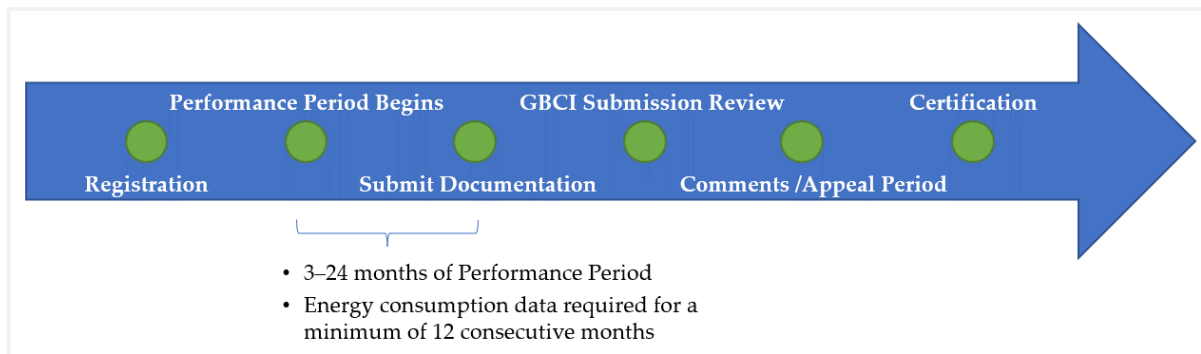 Performance Period Begins
GBCI Submission Review
Certification
Registration
Submit Documentation
Comments /Appeal Period
• 3–24 months of Performance Period
• Energy consumption data required for a
minimum of 12 consecutive months